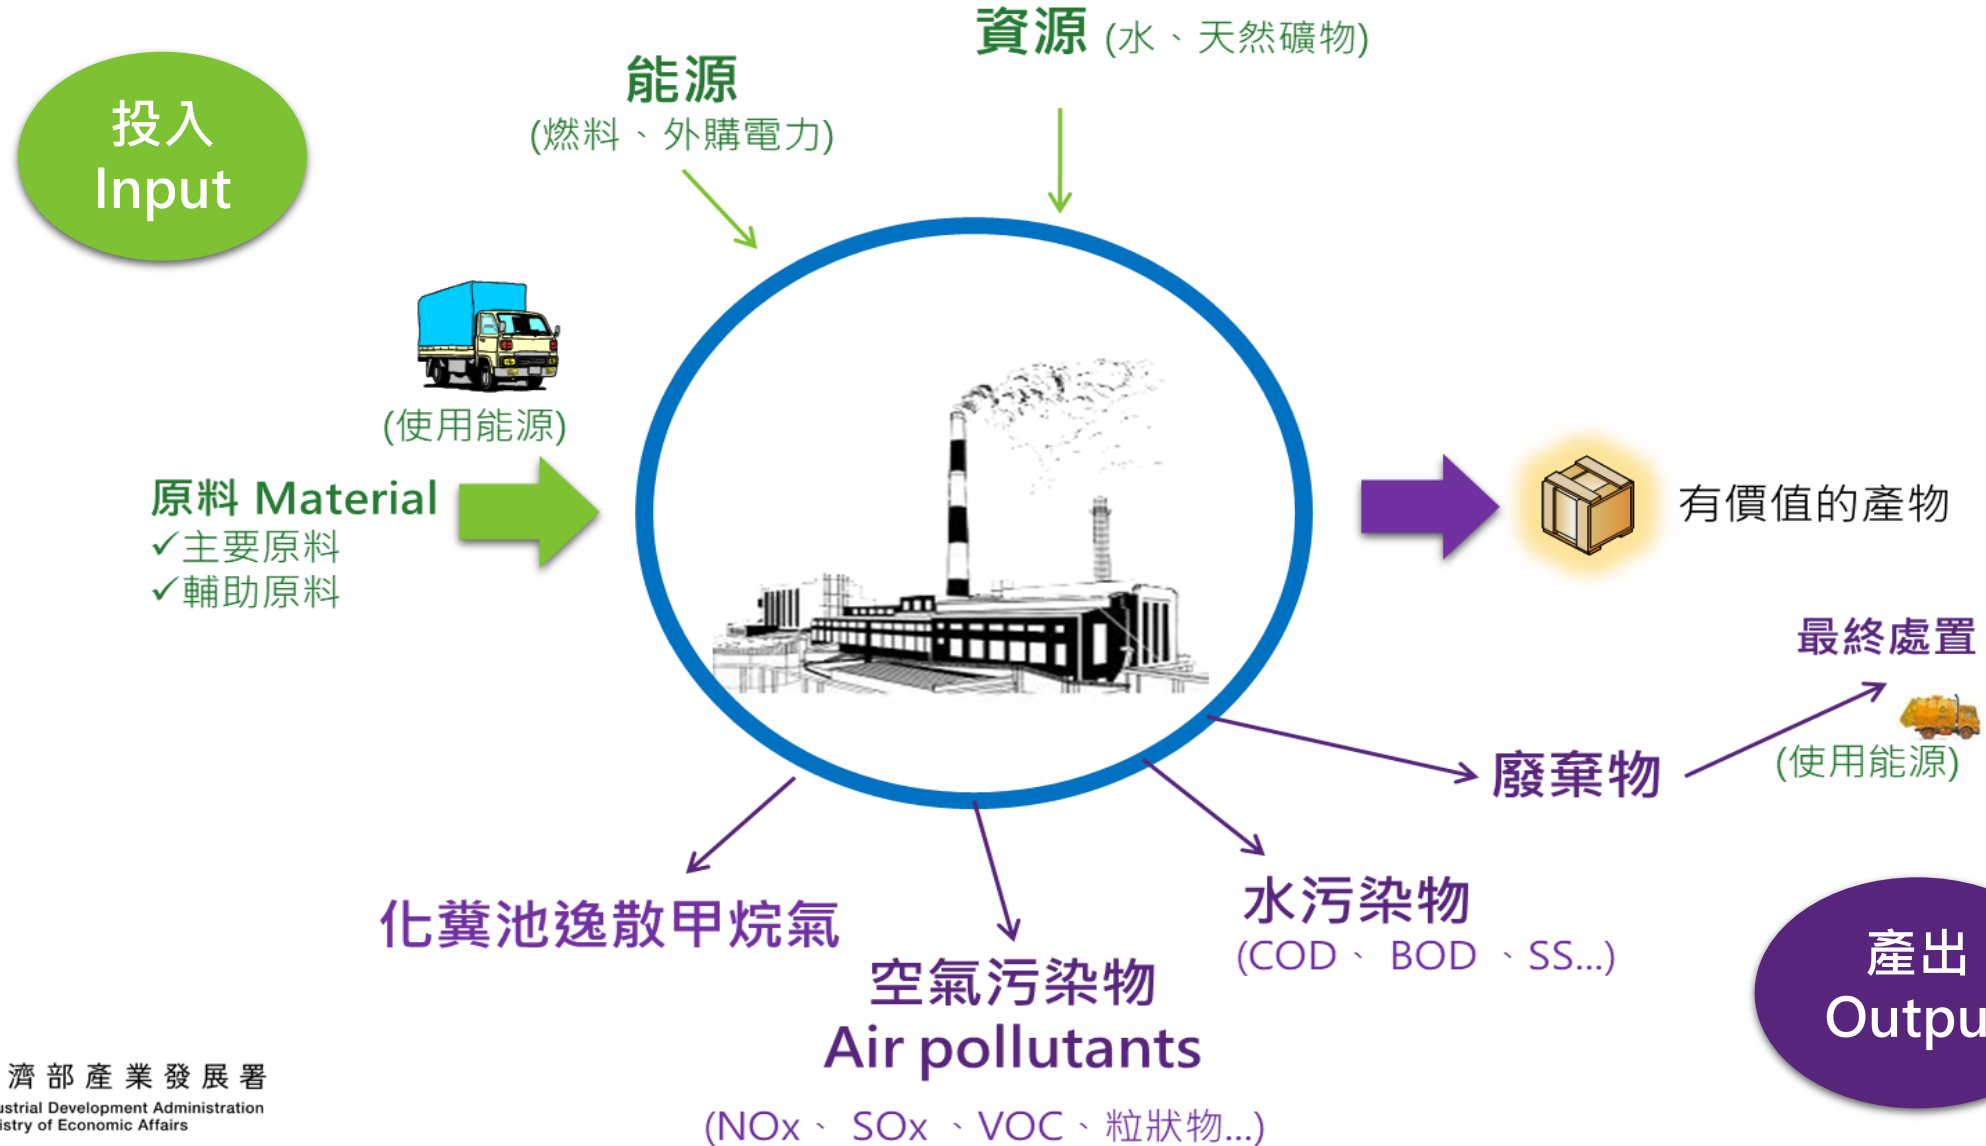 投入
Input
能源
(燃料、外購電力)
資源 (水、天然礦物)
(使用能源)
原料 Material
✓主要原料
✓輔助原料
有價值的產物
最終處置
(使用能源)
廢棄物
水污染物
(COD、 BOD 、SS...)
化糞池逸散甲烷氣
空氣污染物
Air pollutants
(NOx、 SOx 、VOC、粒狀物...)
產出
Outpu
濟部產業發展署
ustrial Development Administration
istry of Economic Affairs